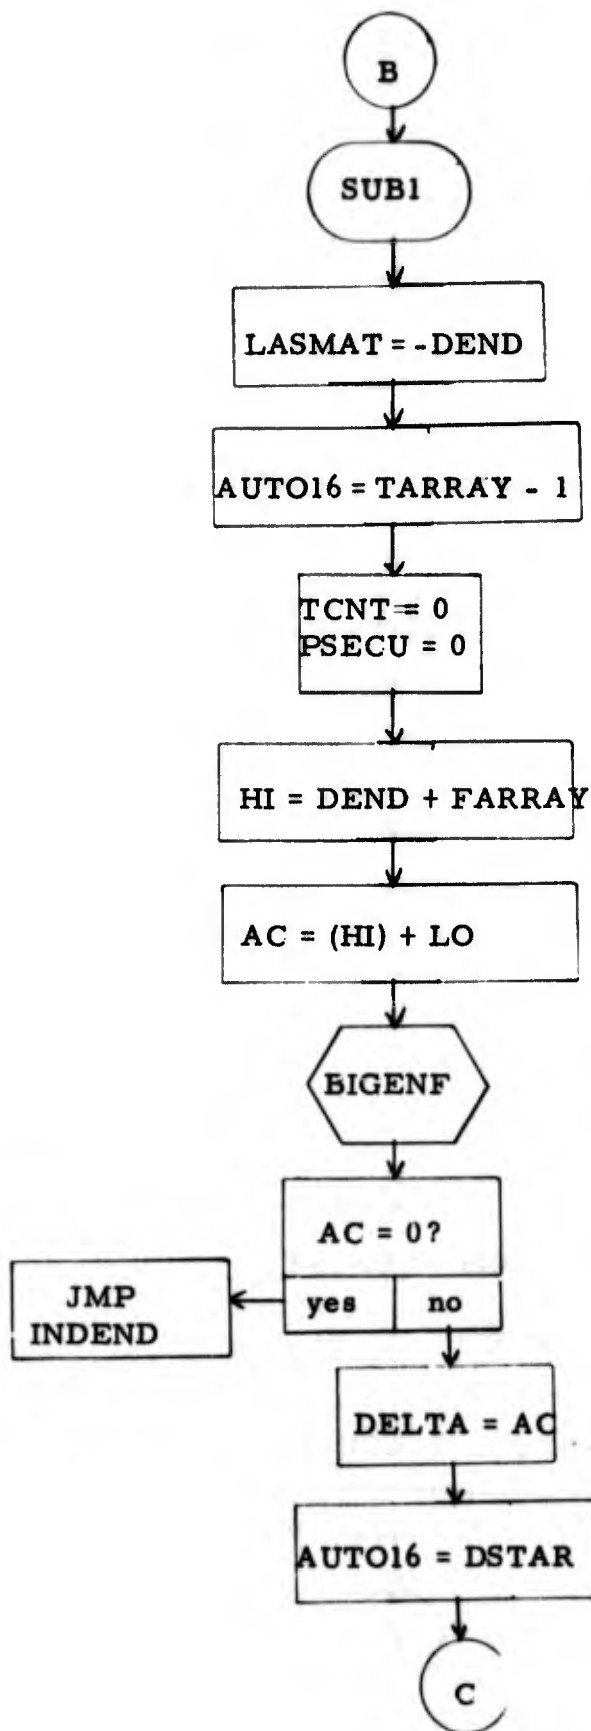 B
SUB1
LASMAT = -DEND
AUTO16 = TARRAY - 1
TCNT = 0
PSECU = 0
HI = DEND + FARRAY
AC = (HI) + LO
BIGENF
AC = 0?
yes no
JMP
INDEND
DELTA = AC
AUTO16 = DSTAR
C